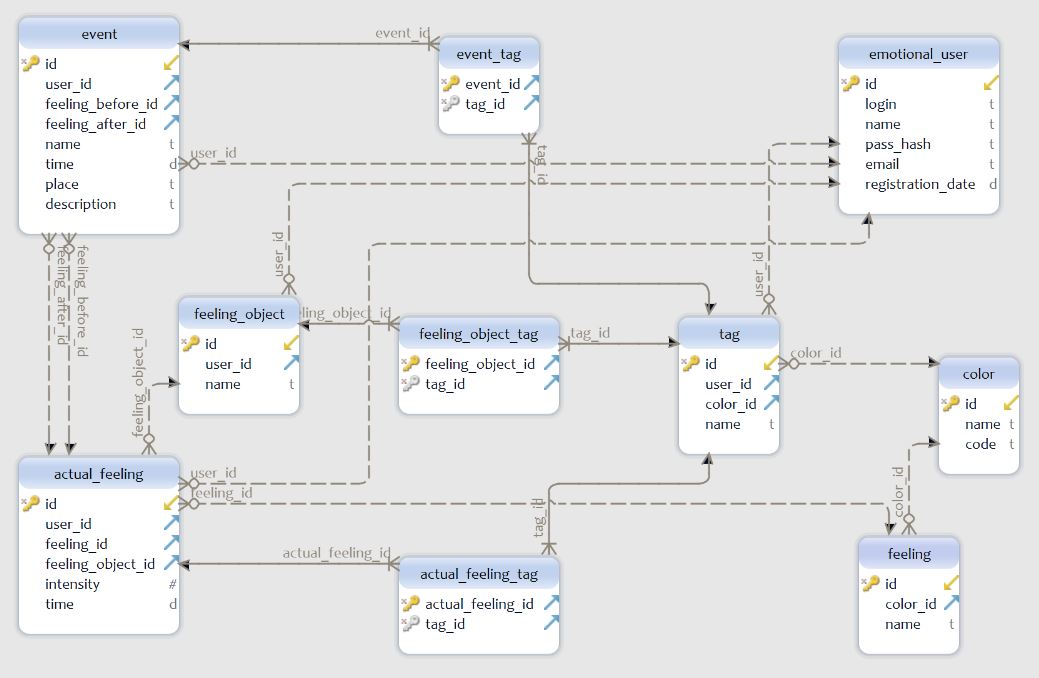 event
id
user_id
feeling_before_id
feeling_after_id
name t
time d
place t
description t
event_id
event_tag
event_id
tag_id
emotional_user
id
login t
name t
pass_hash t
email t
registration_date d
user_id
tag_id
user_id
user_id
feeling_after_id
feeling_before_id
feeling_object
id
user_id
name t
ling_object_id
feeling_object_tag
feeling_object_id
tag_id
tag_id
tag
id
user_id
color_id
name t
color_id
color
id
name t
code t
feeling_object_id
actual_feeling
id
user_id
feeling_id
feeling_object_id
intensity #
time d
user_id
feeling_id
actual_feeling_id
tag_id
actual_feeling_tag
actual_feeling_id
tag_id
color_id
feeling
id
color_id
name t